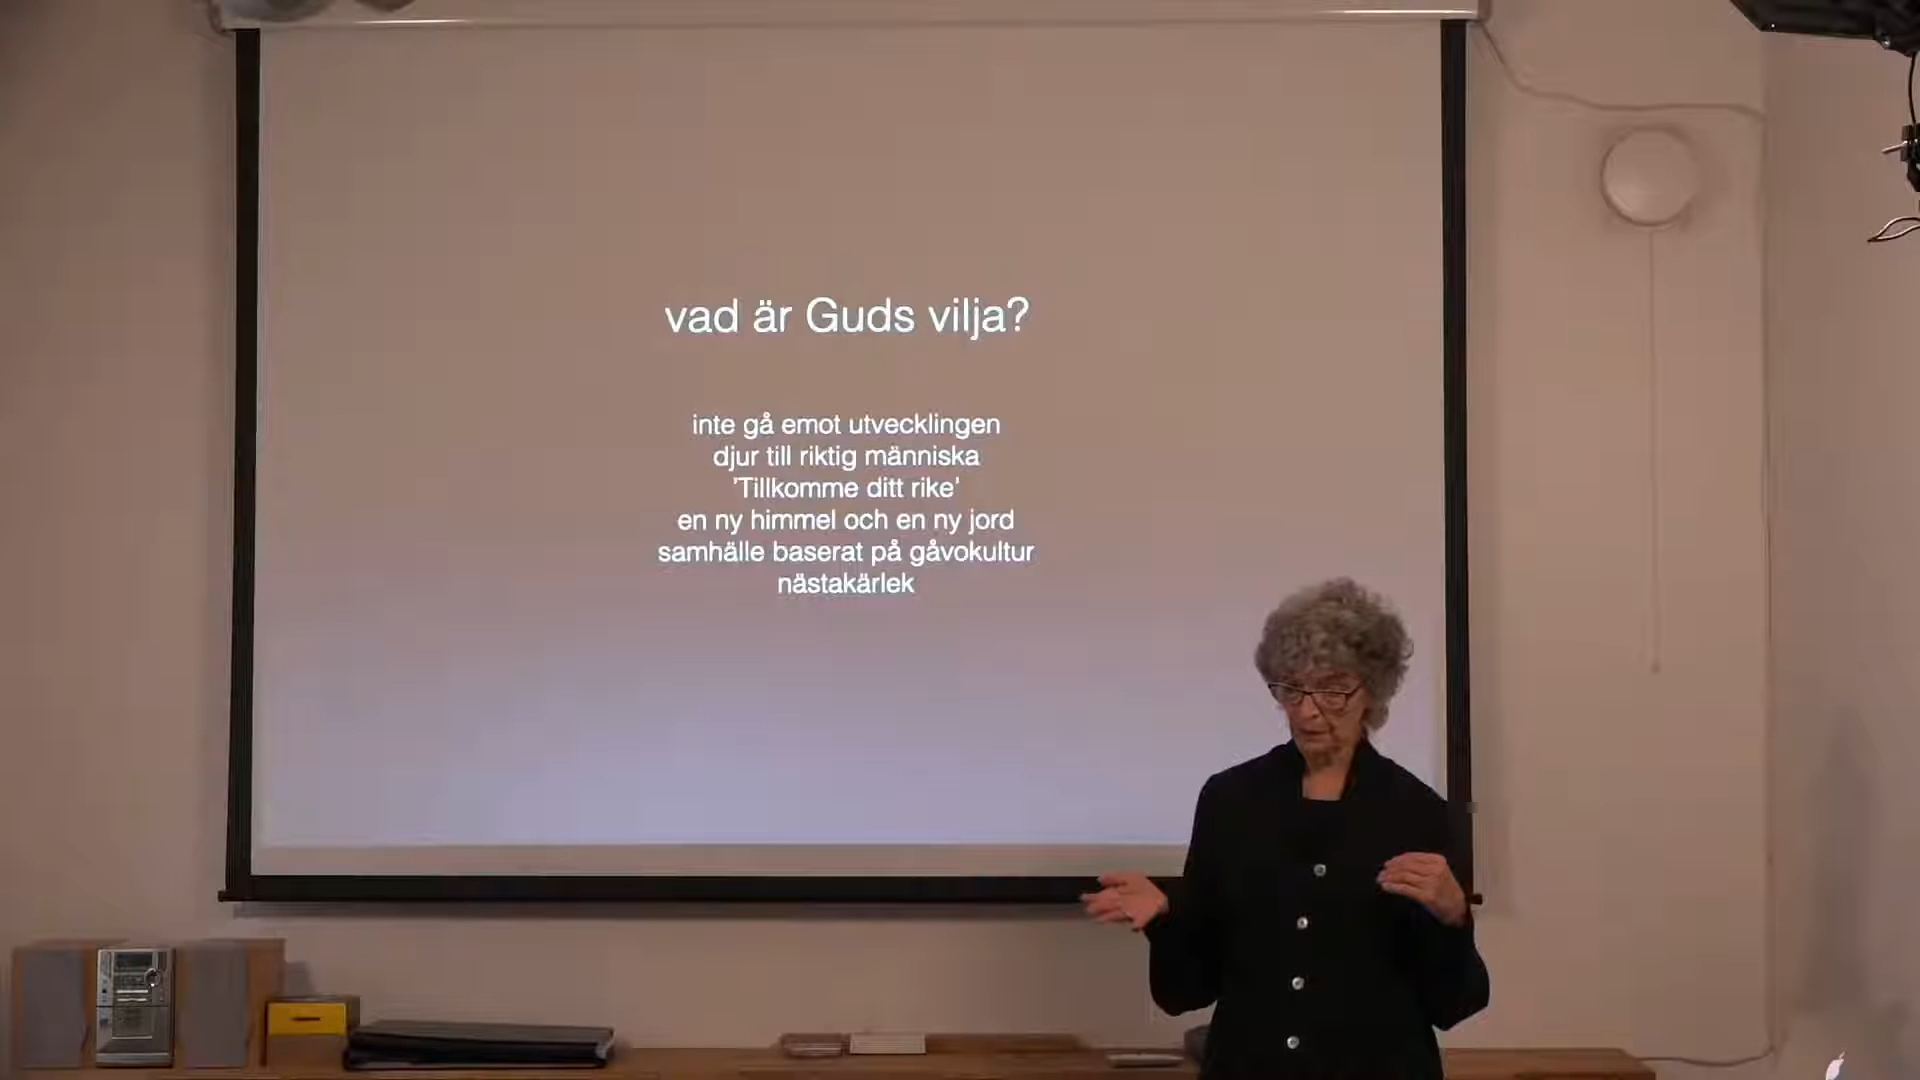 vad är Guds vilja?
inte gå emot utvecklingen
djur till riktig människa
'Tillkomme ditt rike'
en ny himmel och en ny jord
samhälle baserat på gåvokultur
nästakärlek